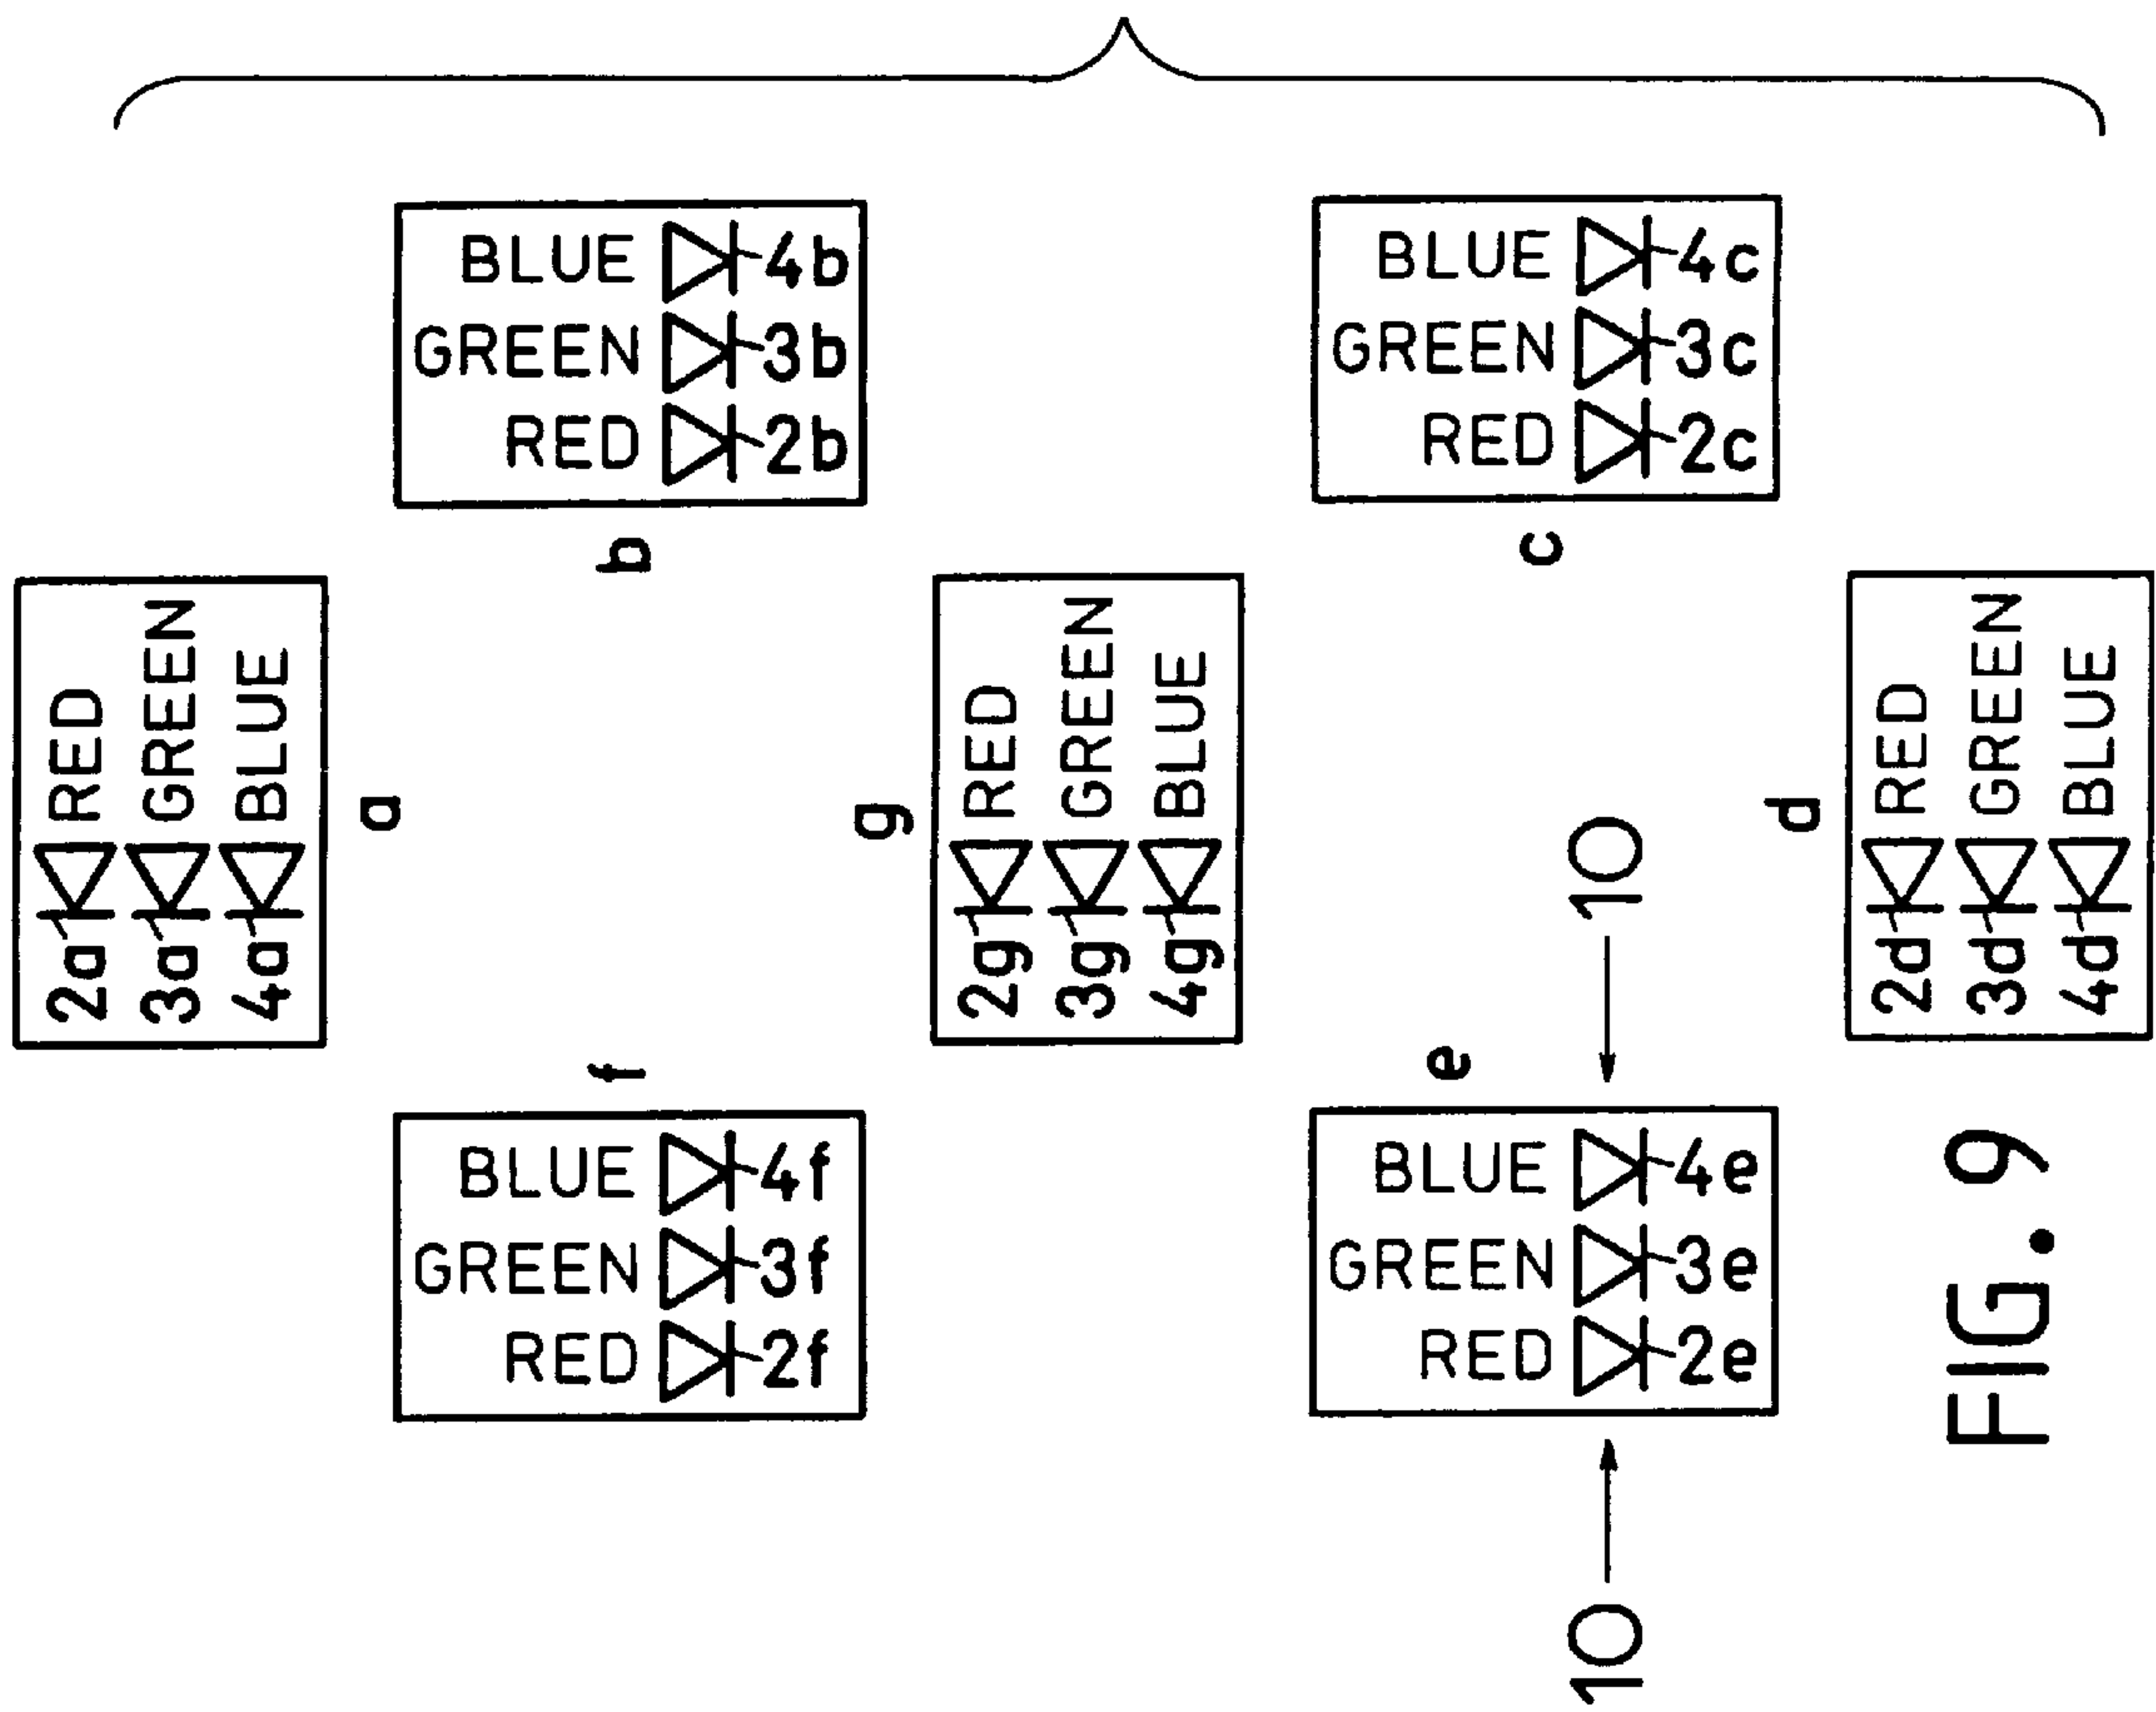 2a RED
3a GREEN
4a BLUE
a
BLUE 4f
GREEN 3f
RED 2f
f
BLUE 4b
GREEN 3b
RED 2b
b
g
2g RED
3g GREEN
4g BLUE
BLUE 4e
GREEN 3e
RED 2e
e
10
10
BLUE 4c
GREEN 3c
RED 2c
c
d
2d RED
3d GREEN
4d BLUE
FIG. 9